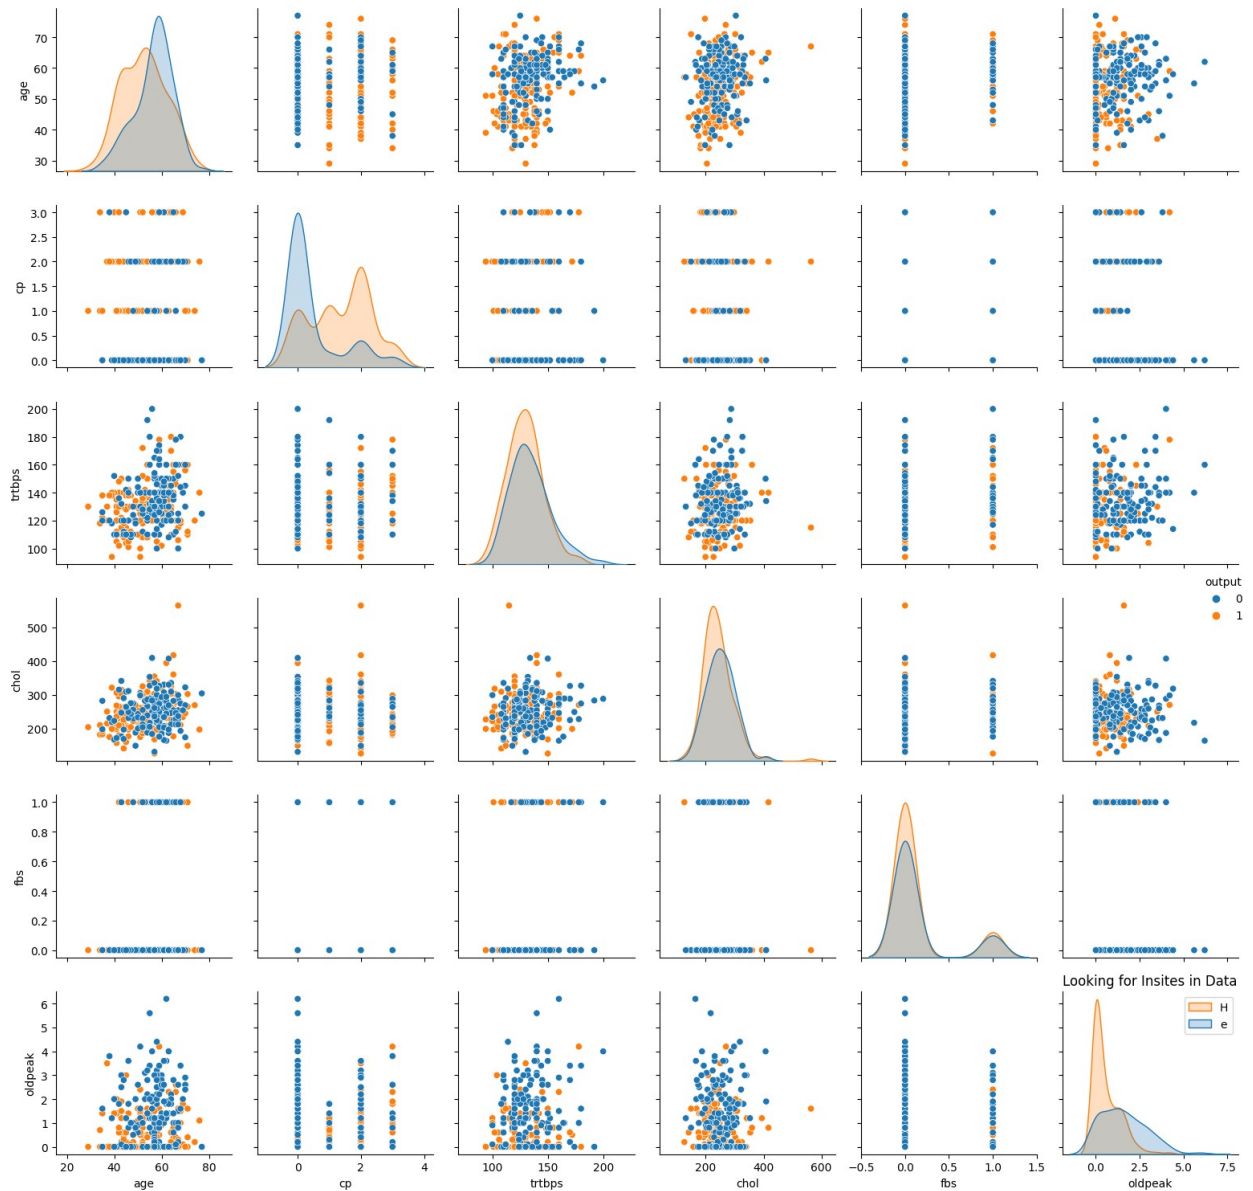 70
60
50
40
30
age
3.0
2.5
2.0
1.5
1.0
0.5
0.0
cp
200
180
160
140
120
100
trtbps
output
0
1
500
400
300
200
chol
1.0
0.8
0.6
0.4
0.2
0.0
fbs
Looking for Insites in Data
H
e
6
5
4
3
2
1
0
oldpeak
20 40 60 80
0 2 4
100 150 200
200 400 600
−0.5 0.0 0.5 1.0 1.5
0.0 2.5 5.0 7.5
age cp trtbps chol fbs oldpeak